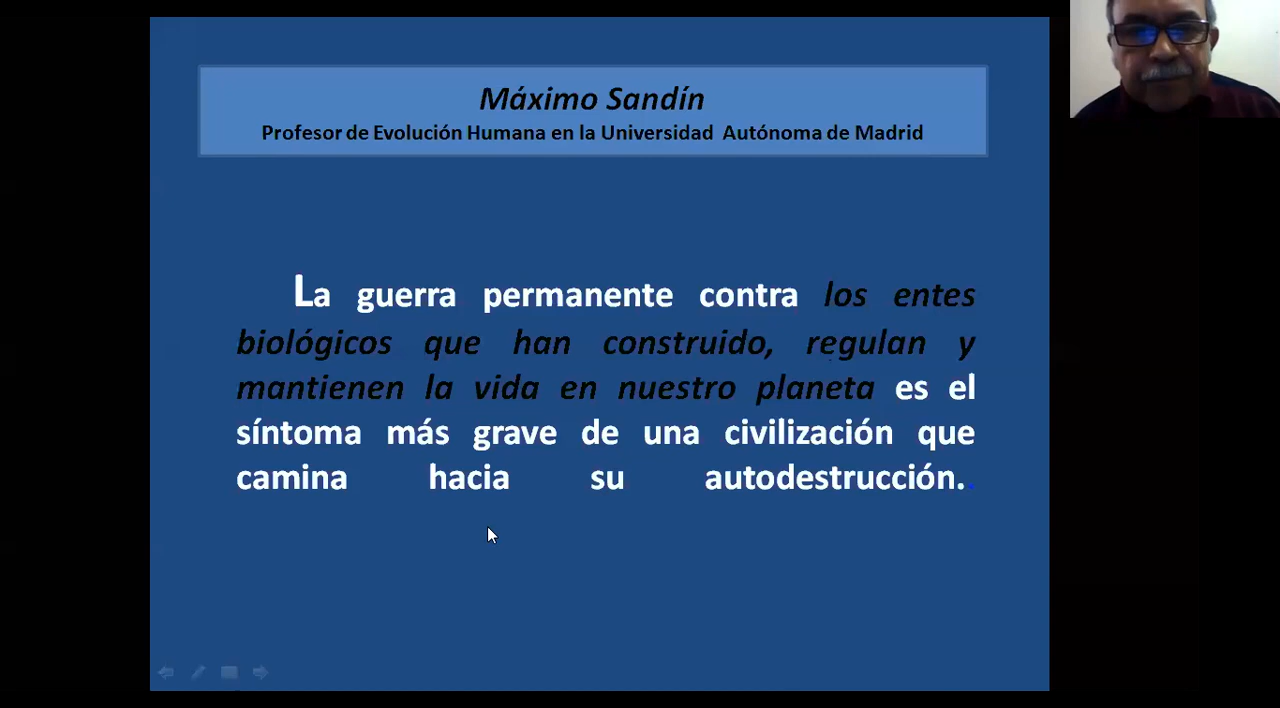 Máximo Sandín
Profesor de Evolución Humana en la Universidad Autónoma de Madrid
La guerra permanente contra los entes
biológicos que han construido, regulan y
mantienen la vida en nuestro planeta es el
síntoma más grave de una civilización que
camina hacia su autodestrucción..